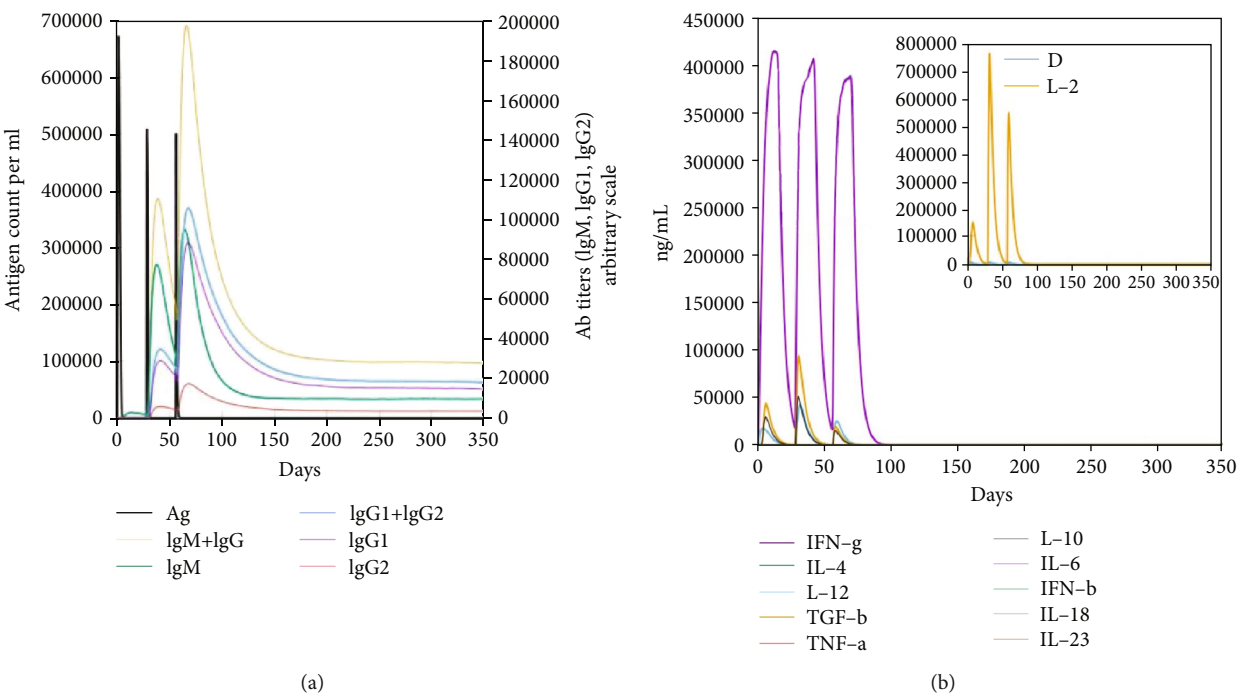 700000
600000
500000
400000
300000
200000
100000
0
Antigen count per ml
200000
180000
160000
140000
120000
100000
80000
60000
40000
20000
0
Ab titers (lgM, lgG1, lgG2)
arbitrary scale
0 50 100 150 200 250 300 350
Days
Ag
lgM+lgG
lgM
lgG1+lgG2
lgG1
lgG2
(a)
450000
400000
350000
300000
250000
200000
150000
100000
50000
0
ng/mL
800000
700000
600000
500000
400000
300000
200000
100000
0
D
L–2
0 50 100 150 200 250 300 350
0 50 100 150 200 250 300 350
Days
IFN–g
IL–4
L–12
TGF–b
TNF–a
L–10
IL–6
IFN–b
IL–18
IL–23
(b)